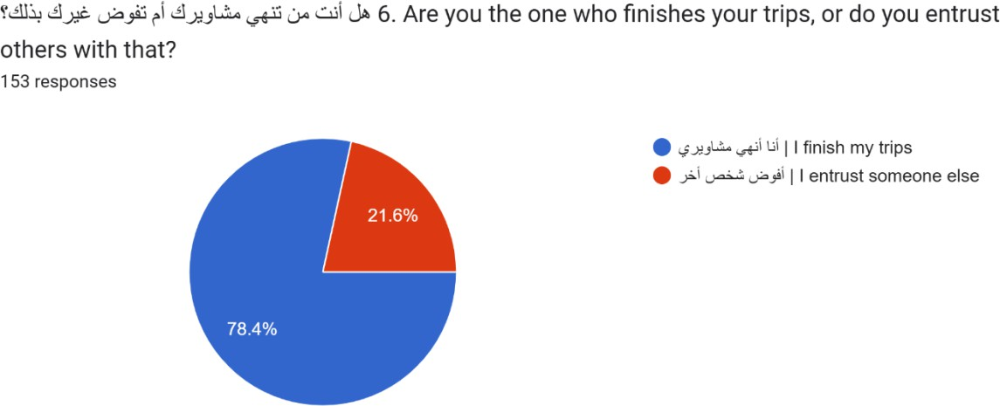 هل أنت من تنهي مشاويرك أم تفوض غيرك بذلك؟ 6. Are you the one who finishes your trips, or do you entrust
others with that?
153 responses
أنا أنهي مشاويري | I finish my trips
أفوض شخص أخر | I entrust someone else
21.6%
78.4%